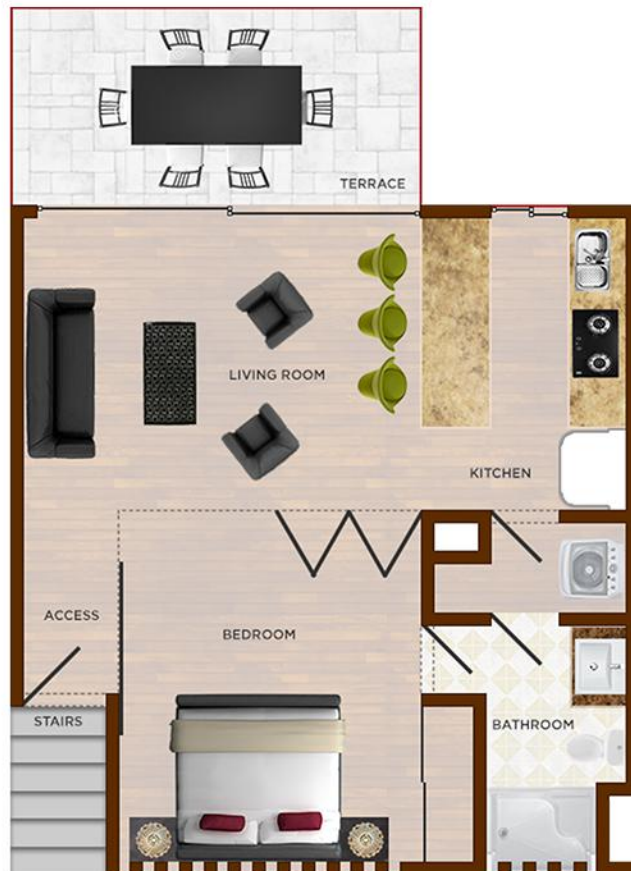 TERRACE
LIVING ROOM
KITCHEN
ACCESS
BEDROOM
STAIRS
BATHROOM